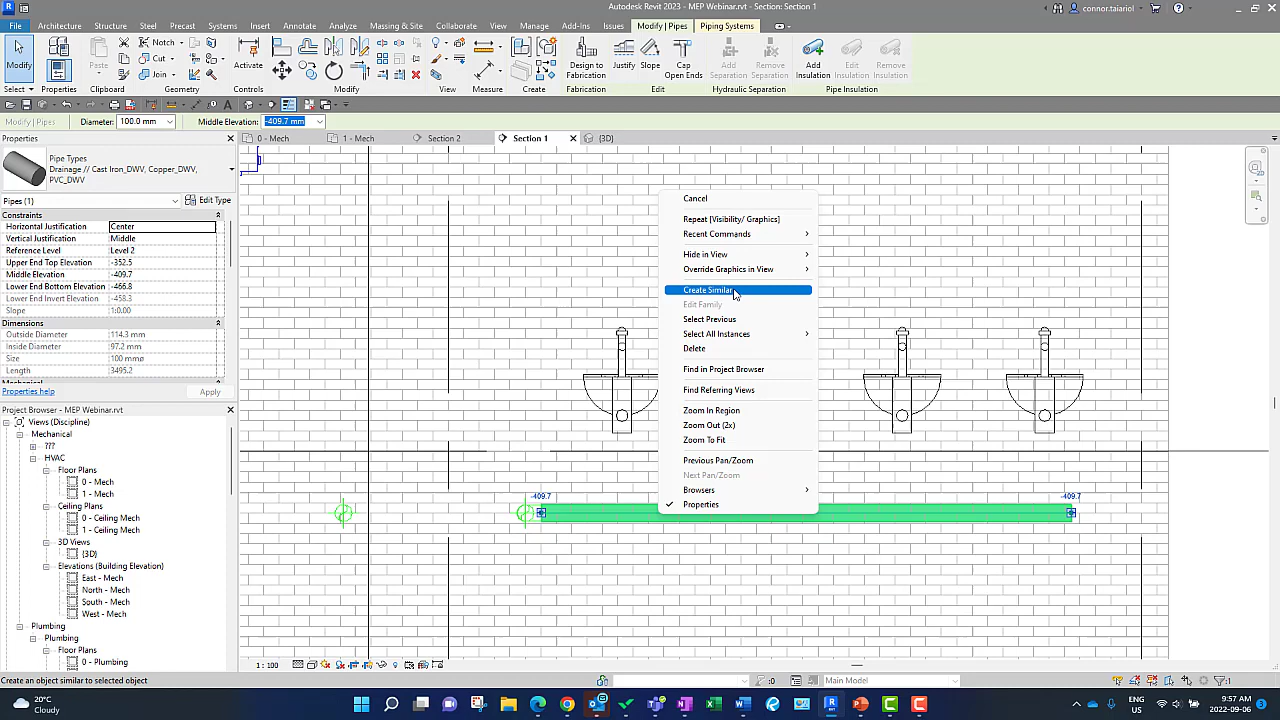 Autodesk Revit 2023 - MEP Webinar.rvt - Section: Section 1
connor.taiariol
File Architecture Structure Steel Precast Systems Insert Annotate Analyze Massing & Site Collaborate View Manage Add-Ins Issues Modify | Pipes Piping Systems
Modify
Paste
Notch
Cut
Join
Activate
Design to Fabrication
Justify
Slope
Cap Open Ends
Add Separation
Remove Separation
Add Insulation
Edit Insulation
Remove Insulation
Select Properties Clipboard Geometry Controls Modify View Measure Create Fabrication Edit Hydraulic Separation Pipe Insulation
Modify | Pipes Diameter: 100.0 mm Middle Elevation: -409.7 mm
Properties
0 - Mech 1 - Mech Section 2 Section 1 {3D}
Pipe Types
Drainage // Cast Iron_DWV, Copper_DWV,
PVC_DWV
Pipes (1) Edit Type
Constraints
Horizontal Justification Center
Vertical Justification Middle
Reference Level Level 2
Upper End Top Elevation -352.5
Middle Elevation -409.7
Lower End Bottom Elevation -466.8
Lower End Invert Elevation -458.3
Slope 1:0.00
Dimensions
Outside Diameter 114.3 mm
Inside Diameter 97.2 mm
Size 100 mmø
Length 3495.2
Properties help Apply
Project Browser - MEP Webinar.rvt
Views (Discipline)
Mechanical
???
HVAC
Floor Plans
0 - Mech
1 - Mech
Ceiling Plans
0 - Ceiling Mech
1 - Ceiling Mech
3D Views
{3D}
Elevations (Building Elevation)
East - Mech
North - Mech
South - Mech
West - Mech
Plumbing
Plumbing
Floor Plans
0 - Plumbing
Cancel
Repeat [Visibility/ Graphics]
Recent Commands
Hide in View
Override Graphics in View
Create Similar
Edit Family
Select Previous
Select All Instances
Delete
Find in Project Browser
Find Referring Views
Zoom In Region
Zoom Out (2x)
Zoom To Fit
Previous Pan/Zoom
Next Pan/Zoom
Browsers
Properties
-409.7 -409.7
1 : 100
Create an object similar to selected object
:0 Main Model :1
20°C
Cloudy
ENG
US
9:57 AM
2022-09-06